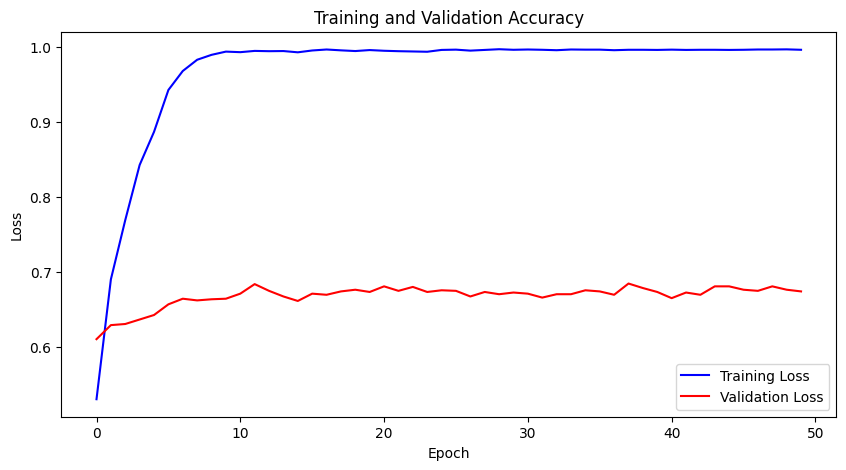 Training and Validation Accuracy
Loss
1.0
0.9
0.8
0.7
0.6
Training Loss
Validation Loss
0
10
20
30
40
50
Epoch